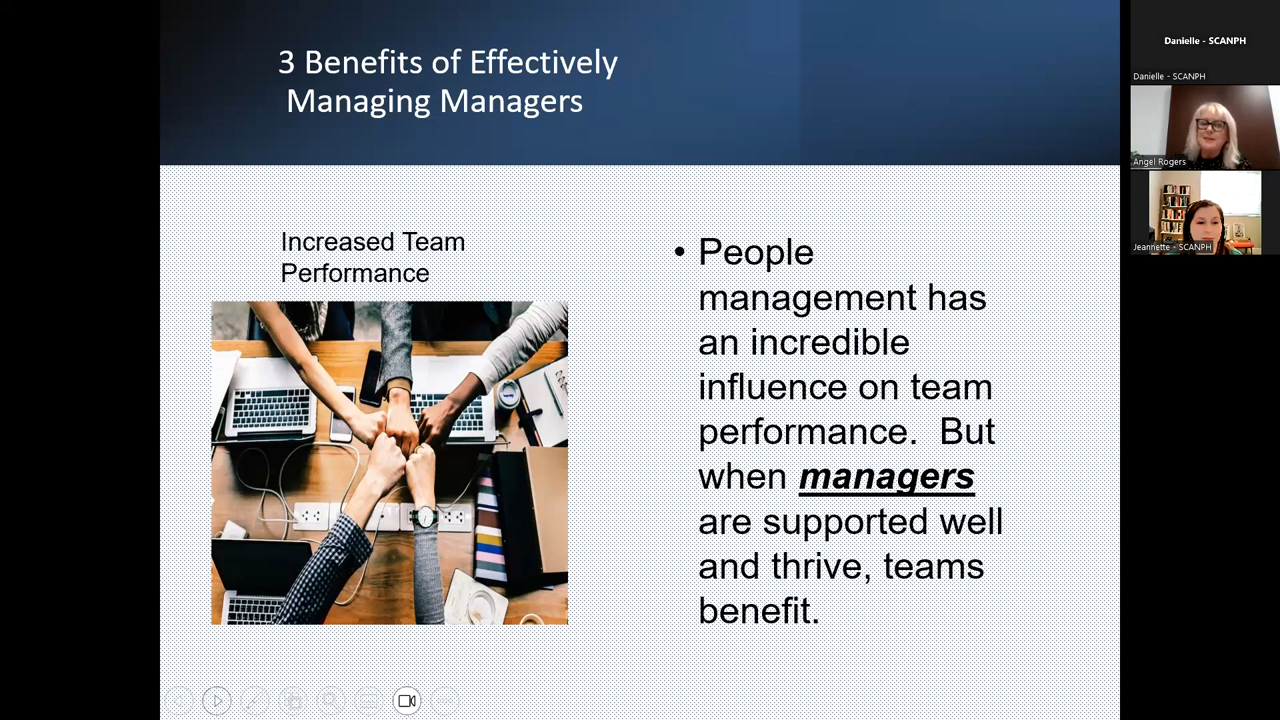 3 Benefits of Effectively
Managing Managers
Increased Team
Performance
• People
management has
an incredible
influence on team
performance.  But
when managers
are supported well
and thrive, teams
benefit.
Danielle - SCANPH
Danielle - SCANPH
Angel Rogers
Jeannette - SCANPH